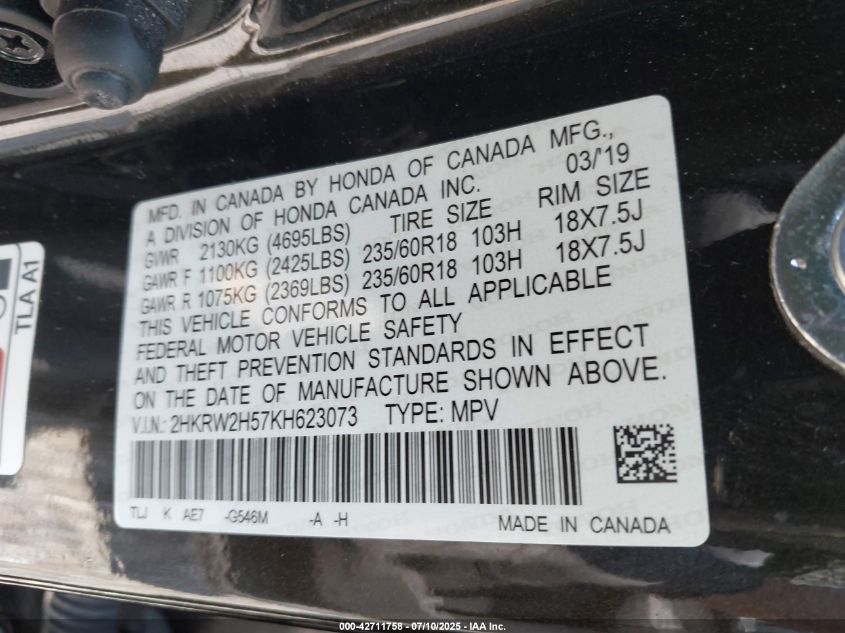 MFD. IN CANADA BY HONDA OF CANADA MFG.,
A DIVISION OF HONDA CANADA INC. 03/'19
GVWR 2130KG (4695LBS) TIRE SIZE RIM SIZE
GAWR F 1100KG (2425LBS) 235/60R18 103H 18X7.5J
GAWR R 1075KG (2369LBS) 235/60R18 103H 18X7.5J
THIS VEHICLE CONFORMS TO ALL APPLICABLE
FEDERAL MOTOR VEHICLE SAFETY
AND THEFT PREVENTION STANDARDS IN EFFECT
ON THE DATE OF MANUFACTURE SHOWN ABOVE.
V.I.N.: 2HKRW2H57KH623073 TYPE: MPV
TLJ K AE7 -G546M -A -H
MADE IN CANADA
TLA A1
000-42711758 - 07/10/2025 - IAA Inc.